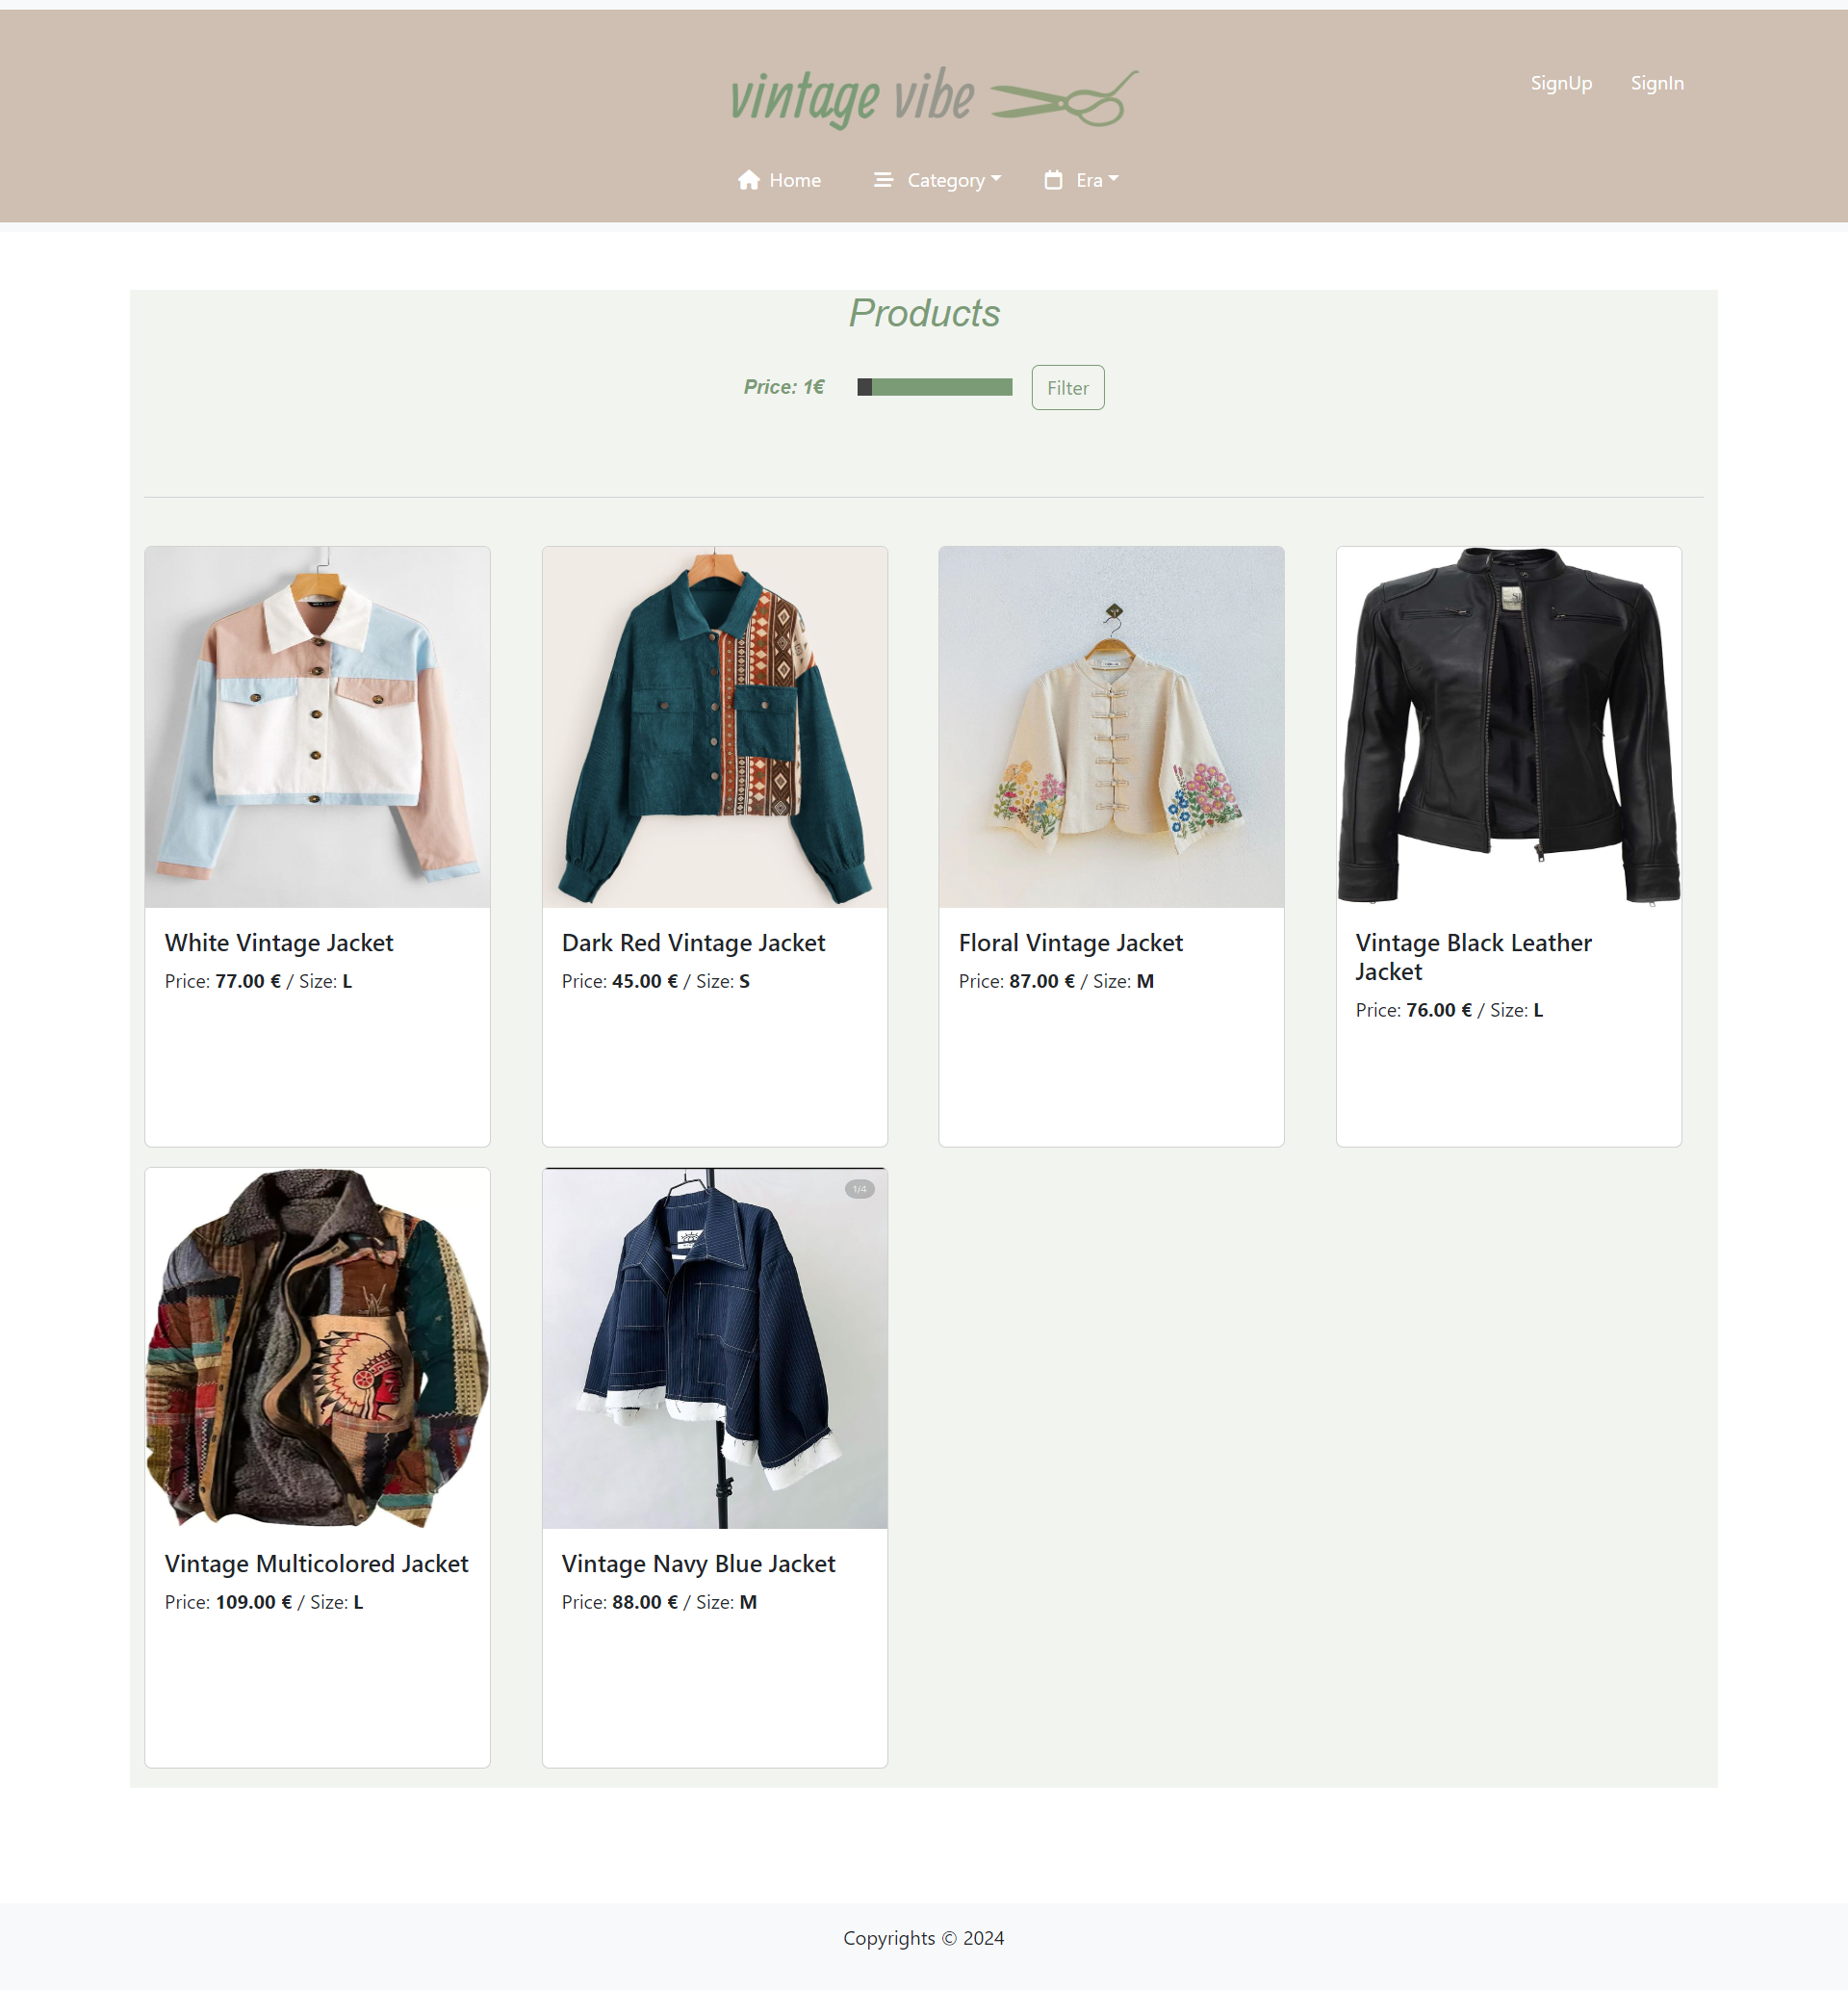 vintage vibe
SignUp SignIn
Home Category Era
Products
Price: 1€ Filter
White Vintage Jacket
Price: 77.00 € / Size: L
Dark Red Vintage Jacket
Price: 45.00 € / Size: S
Floral Vintage Jacket
Price: 87.00 € / Size: M
Vintage Black Leather
Jacket
Price: 76.00 € / Size: L
1/4
Vintage Multicolored Jacket
Price: 109.00 € / Size: L
Vintage Navy Blue Jacket
Price: 88.00 € / Size: M
Copyrights © 2024